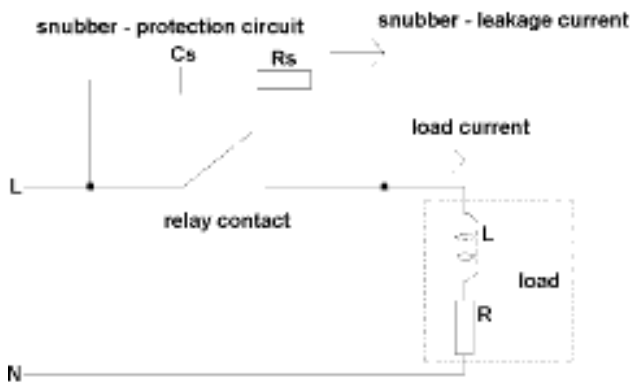 snubber - protection circuit
snubber - leakage current
Cs
Rs
load current
L
relay contact
L
load
R
N